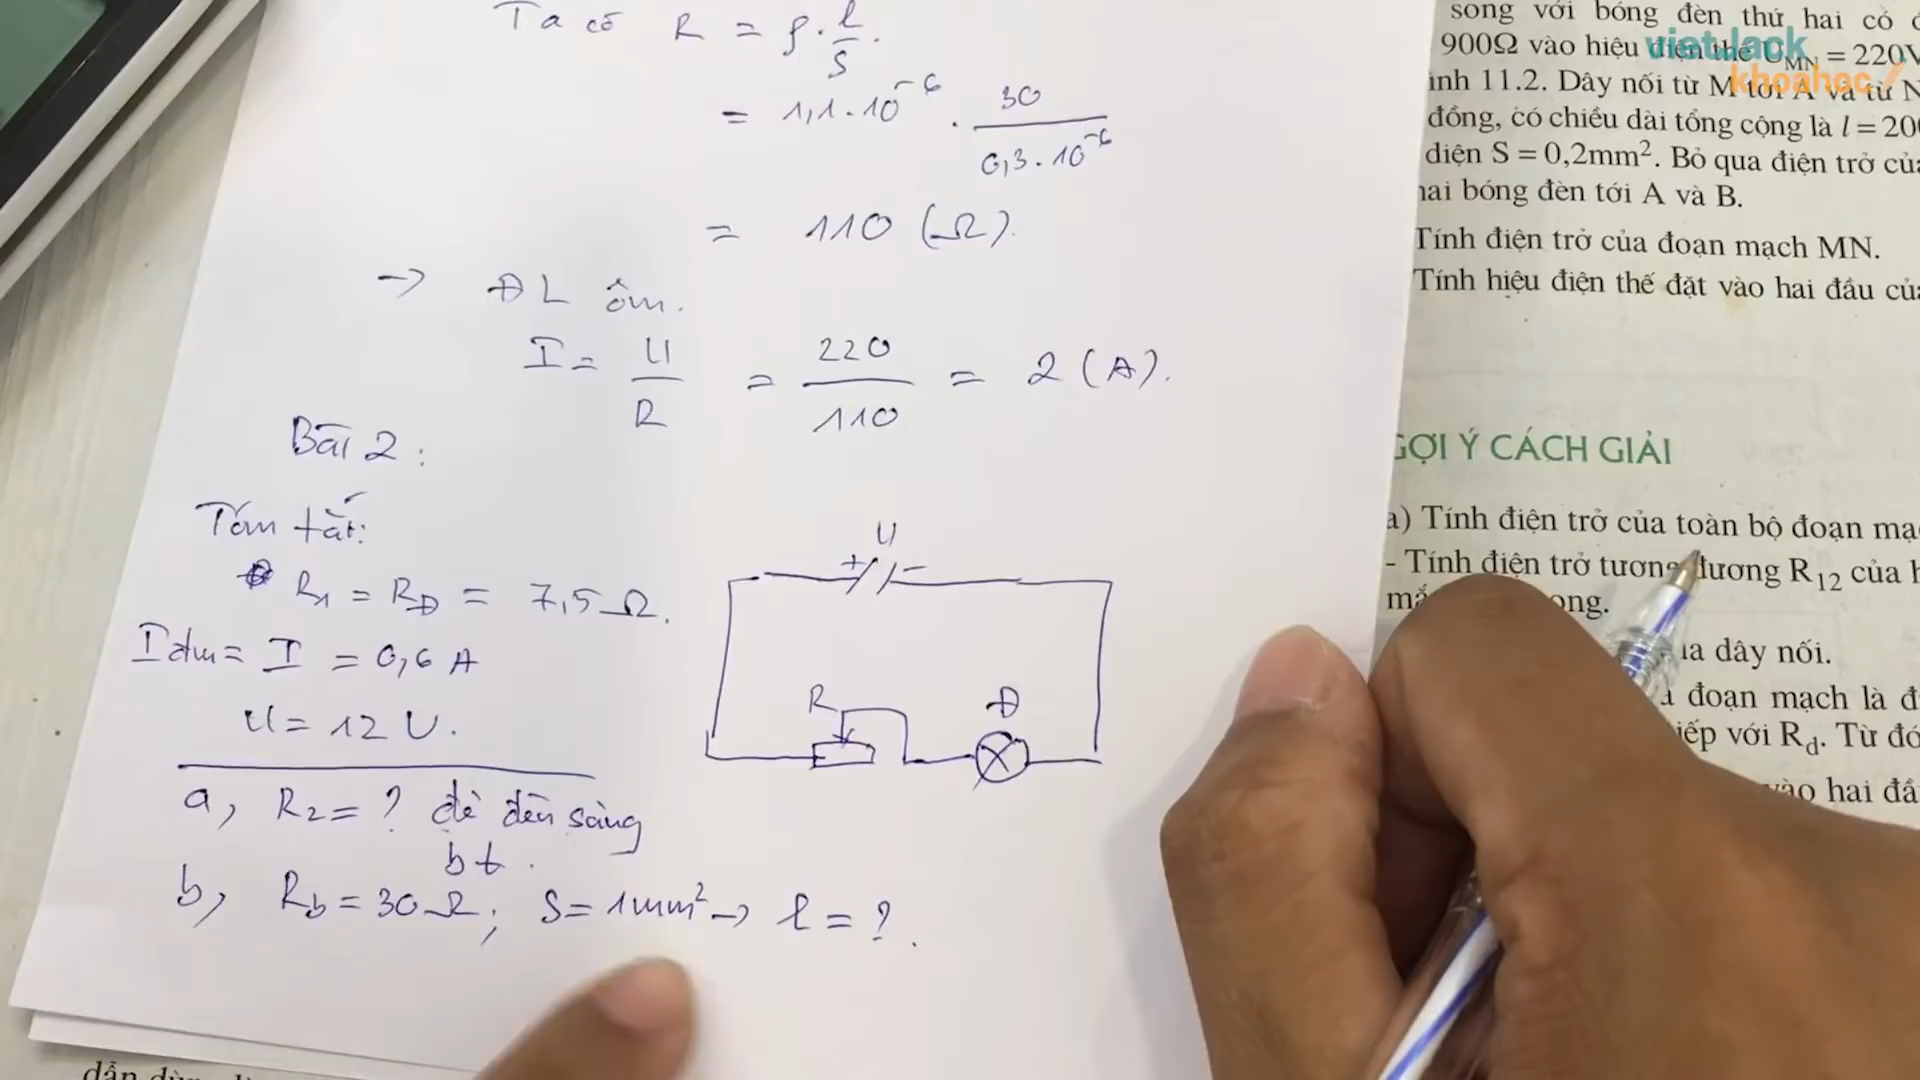 Ta có R = ρ · l/S.
= 1,1 · 10⁻⁶ · 30/(0,3 · 10⁻⁶)
= 110 (Ω).
→ ĐL ôm.
I = U/R = 220/110 = 2 (A).
Bài 2 :
Tóm tắt:
R1 = RĐ = 7,5 Ω.
Iđm = I = 0,6 A
U = 12 V.
a, R2 = ? để đèn sáng
bt.
b, Rb = 30 Ω; S = 1mm² → l = ?.
U
+ -
R Đ
vietJack
khoahoc
song với bóng đèn thứ hai có
900Ω vào hiệu điện thế UMN = 220V
ình 11.2. Dây nối từ M tới A và từ N
đồng, có chiều dài tổng cộng là l = 20
diện S = 0,2mm². Bỏ qua điện trở
hai bóng đèn tới A và B.
Tính điện trở của đoạn mạch MN.
Tính hiệu điện thế đặt vào hai đầu
GỢI Ý CÁCH GIẢI
a) Tính điện trở của toàn bộ đoạn
- Tính điện trở tương đương R12 của
ong.
dây nối.
đoạn mạch là
iếp với Rd. Từ đó
vào hai
dẫn